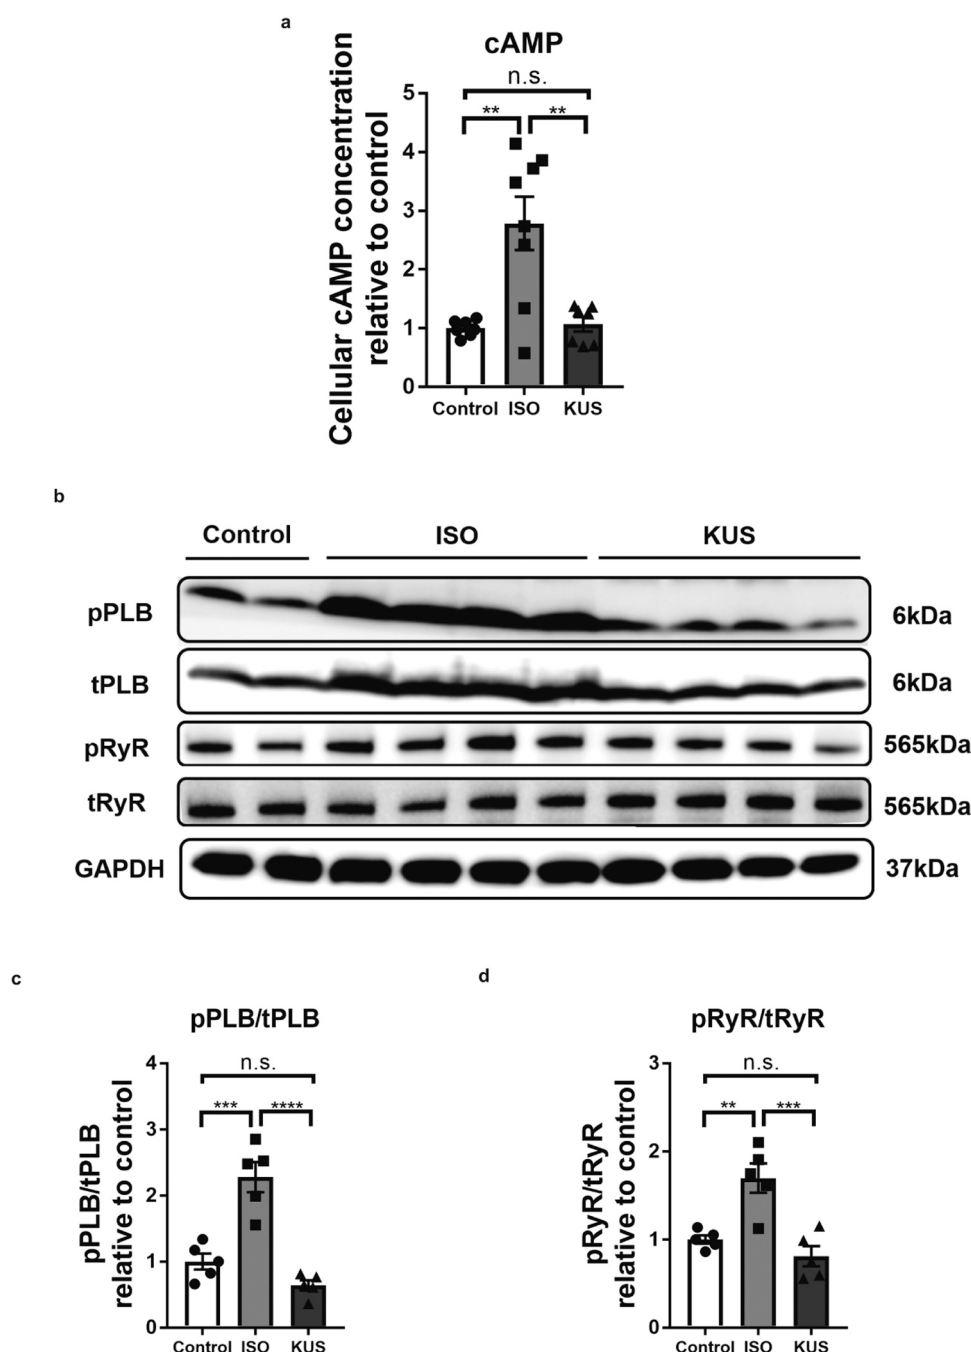 a
cAMP
Cellular cAMP concentration
relative to control
n.s.
** **
5
4
3
2
1
0
Control ISO KUS
b
Control ISO KUS
pPLB 6kDa
tPLB 6kDa
pRyR 565kDa
tRyR 565kDa
GAPDH 37kDa
c
pPLB/tPLB
pPLB/tPLB
relative to control
n.s.
*** ****
4
3
2
1
0
Control ISO KUS
d
pRyR/tRyR
pRyR/tRyR
relative to control
n.s.
** ***
3
2
1
0
Control ISO KUS